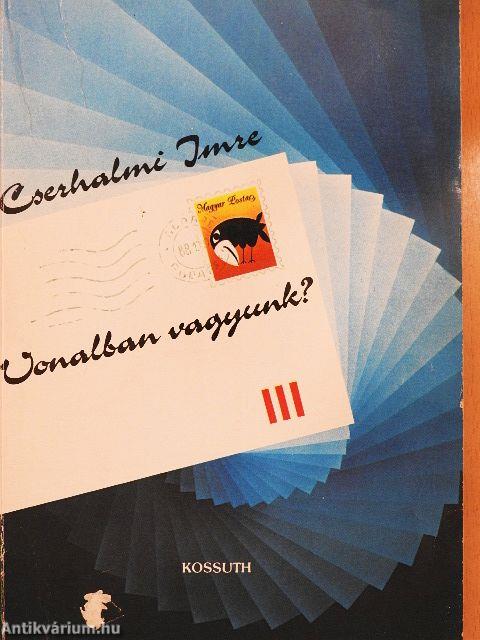 Cserhalmi Imre
Magyar Posta
Vonalban vagyunk?
III
KOSSUTH
Antikvárium.hu